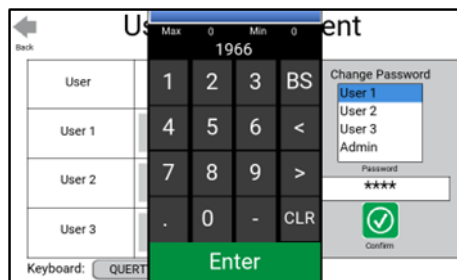 Us
ent
Back
Max 0 Min 0
1966
1 2 3 BS
4 5 6 <
7 8 9 >
. 0 - CLR
Enter
User
User 1
User 2
User 3
Keyboard: QUERT
Change Password
User 1
User 2
User 3
Admin
Password
****
Confirm